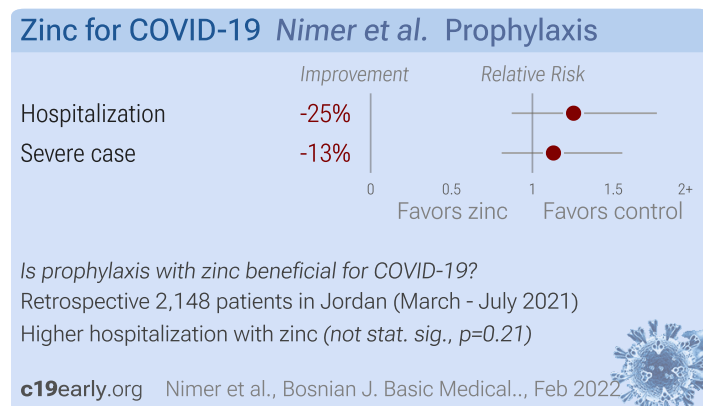 Zinc for COVID-19 Nimer et al. Prophylaxis
Improvement Relative Risk
Hospitalization -25%
Severe case -13%
0 0.5 1 1.5 2+
Favors zinc Favors control
Is prophylaxis with zinc beneficial for COVID-19?
Retrospective 2,148 patients in Jordan (March - July 2021)
Higher hospitalization with zinc (not stat. sig., p=0.21)
c19early.org Nimer et al., Bosnian J. Basic Medical.., Feb 2022